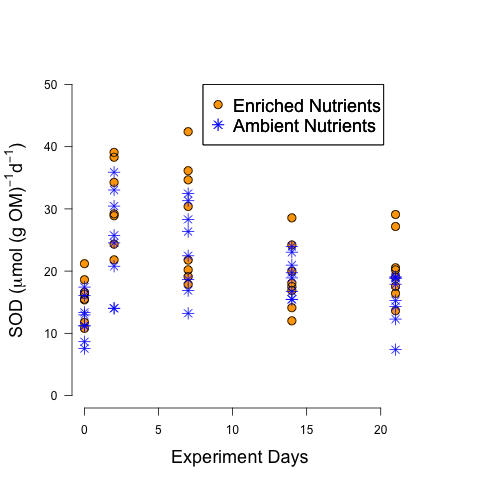 50
Enriched Nutrients
Ambient Nutrients
40
30
20
10
0
SOD (μmol (g OM)⁻¹d⁻¹)
0 5 10 15 20
Experiment Days